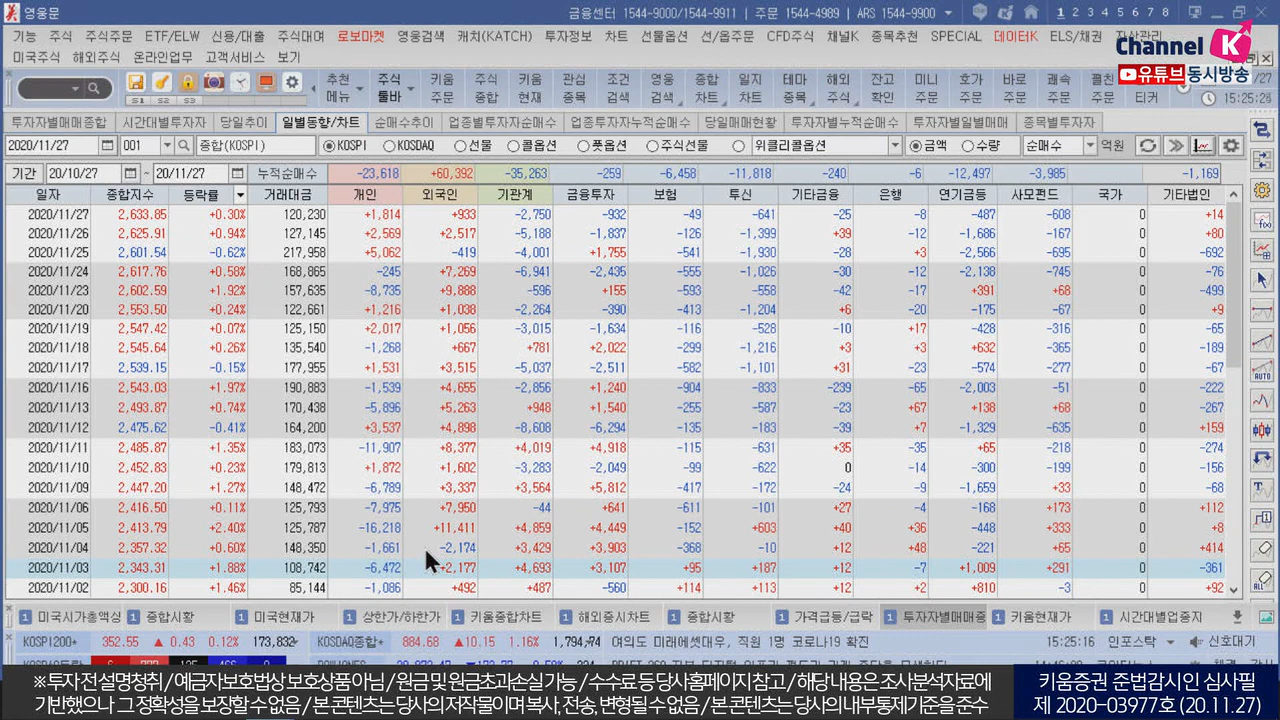 영웅문
금융센터 1544-9000/1544-9911 | 주문 1544-4989 | ARS 1544-9900
1 2 3 4 5 6 7 8
기능 주식 주식주문 ETF/ELW 신용/대출 주식대여 로보마켓 영웅검색 캐치(KATCH) 투자정보 차트 선물옵션 선/옵주문 CFD주식 채널K 종목추천 SPECIAL 데이터K ELS/채권 자산관리
미국주식 해외주식 온라인업무 고객서비스 보기
Channel K
유튜브 동시방송
추천 주식 키움 주식 키움 관심 조건 영웅 종합 일지 테마 해외 잔고 미니 호가 바로 쾌속
메뉴 툴바 주문 종합 현재 종목 검색 검색 차트 차트 종목 주식 확인 주문 주문 주문 주문 티커
S1 S2 S3
15:25:28
투자자별매매종합 시간대별투자자 당일추이 일별동향/차트 순매수추이 업종별투자자순매수 업종투자자누적순매수 당일매매현황 투자자별누적순매수 투자자별일별매매 종목별투자자
2020/11/27 001 종합(KOSPI) KOSPI KOSDAQ 선물 콜옵션 풋옵션 주식선물 위클리콜옵션 금액 수량 순매수 억원
기간 20/10/27 ~ 20/11/27 누적순매수 -23,618 +60,392 -35,263 -259 -6,458 -11,818 -240 -6 -12,497 -3,985 -1,169
일자 종합지수 등락률 거래대금 개인 외국인 기관계 금융투자 보험 투신 기타금융 은행 연기금등 사모펀드 국가 기타법인
2020/11/27 2,633.85 +0.30% 120,230 +1,814 +933 -2,750 -932 -49 -641 -25 -8 -487 -608 0 +14
2020/11/26 2,625.91 +0.94% 127,145 +2,569 +2,517 -5,188 -1,837 -126 -1,399 +39 -12 -1,686 -167 0 +80
2020/11/25 2,601.54 -0.62% 217,958 +5,062 -419 -4,001 +1,755 -541 -1,930 -28 +3 -2,566 -695 0 -692
2020/11/24 2,617.76 +0.58% 168,865 -245 +7,269 -6,941 -2,435 -555 -1,026 -30 -12 -2,138 -745 0 -76
2020/11/23 2,602.59 +1.92% 157,635 -8,735 +9,888 -596 +155 -593 -558 -42 -17 +391 +68 0 -499
2020/11/20 2,553.50 +0.24% 122,661 +1,216 +1,038 -2,264 -390 -413 -1,204 +6 -20 -175 -67 0 +9
2020/11/19 2,547.42 +0.07% 125,150 +2,017 +1,056 -3,015 -1,634 -116 -528 -10 +17 -428 -316 0 -65
2020/11/18 2,545.64 +0.26% 135,540 -1,268 +667 +781 +2,022 -299 -1,216 +3 +3 +632 -365 0 -189
2020/11/17 2,539.15 -0.15% 177,955 +1,531 +3,515 -5,037 -2,511 -582 -1,101 +31 -23 -574 -277 0 -67
2020/11/16 2,543.03 +1.97% 190,883 -1,539 +4,655 -2,856 +1,240 -904 -833 -239 -65 -2,003 -51 0 -222
2020/11/13 2,493.87 +0.74% 170,438 -5,896 +5,263 +948 +1,540 -255 -587 -23 +67 +138 +68 0 -267
2020/11/12 2,475.62 -0.41% 164,200 +3,537 +4,898 -8,608 -6,294 -135 -183 -39 +7 -1,329 -635 0 +159
2020/11/11 2,485.87 +1.35% 183,073 -11,907 +8,377 +4,019 +4,918 -115 -631 +35 -35 +65 -218 0 -274
2020/11/10 2,452.83 +0.23% 179,813 +1,872 +1,602 -3,283 -2,049 -99 -622 0 -14 -300 -199 0 -156
2020/11/09 2,447.20 +1.27% 148,472 -6,789 +3,337 +3,564 +5,812 -417 -172 -24 -9 -1,659 +33 0 -68
2020/11/06 2,416.50 +0.11% 125,793 -7,975 +7,950 -44 +641 -611 -101 +27 -4 -168 +173 0 +112
2020/11/05 2,413.79 +2.40% 125,787 -16,218 +11,411 +4,859 +4,449 -152 +603 +40 +36 -448 +333 0 +8
2020/11/04 2,357.32 +0.60% 148,350 -1,661 -2,174 +3,429 +3,903 -368 -10 +12 +48 -221 +65 0 +414
2020/11/03 2,343.31 +1.88% 108,742 -6,472 +2,177 +4,693 +3,107 +95 +187 +12 -7 +1,009 +291 0 -361
2020/11/02 2,300.16 +1.46% 85,144 -1,086 +492 +487 -560 +114 +113 +12 -2 +810 -3 0 +92
1 미국시가총액상 1 종합시황 1 미국현재가 1 상한가/하한가 1 키움종합차트 1 해외증시차트 1 종합시황 1 가격급등/급락 1 투자자별매매종 1 키움현재가 1 시간대별업종지
KOSPI200 352.55 ▲ 0.43 0.12% 173,832 KOSDAQ종합 884.68 ▲10.15 1.16% 1,794,774 여의도 미래에셋대우, 직원 1명 코로나19 확진 15:25:16 인포스탁 신호대기
※ 투자 전 설명청취 / 예금자보호법상 보호상품 아님 / 원금 및 원금초과손실 가능 / 수수료 등 당사홈페이지 참고 / 해당 내용은 조사분석자료에
기반했으나 그 정확성을 보장할 수 없음 / 본 콘텐츠는 당사의 저작물이며 복사, 전송, 변형될 수 없음 / 본 콘텐츠는 당사의 내부통제기준을 준수
키움증권 준법감시인 심사필
제 2020-03977호 (20.11.27)